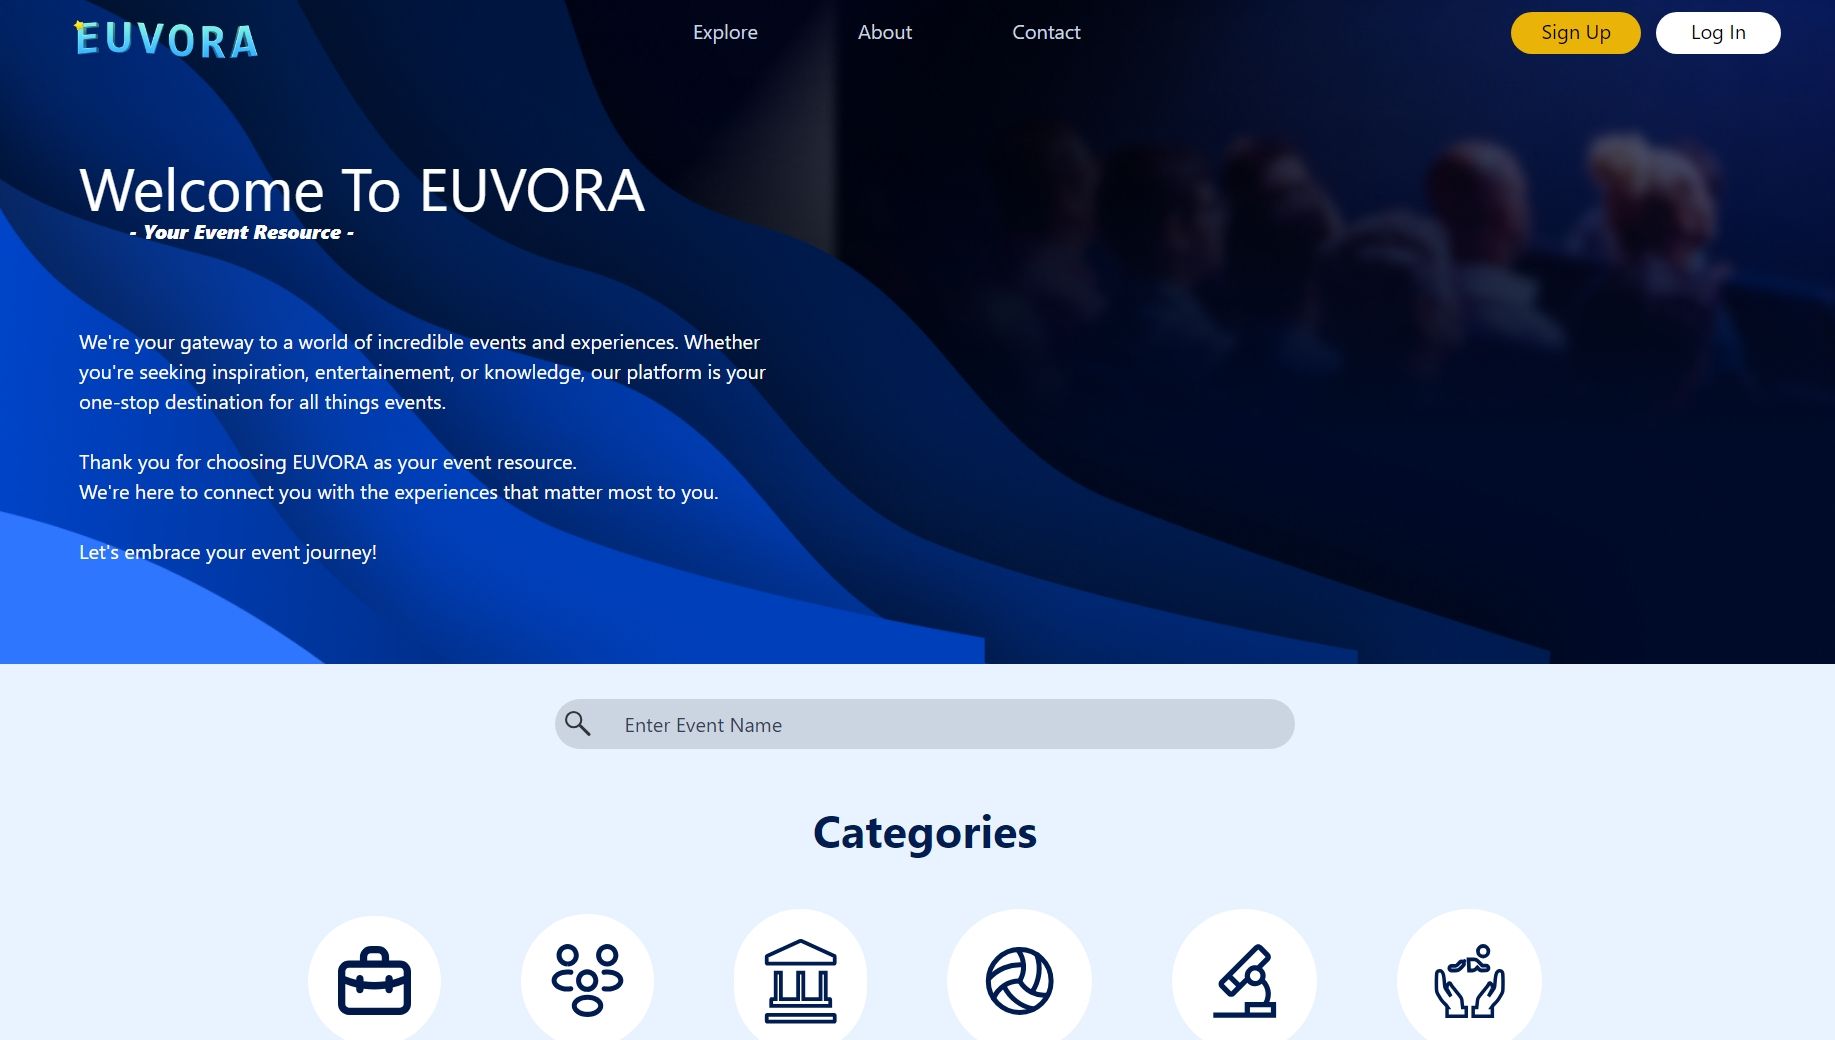 EUVORA
Explore
About
Contact
Sign Up
Log In
Welcome To EUVORA
- Your Event Resource -
We're your gateway to a world of incredible events and experiences. Whether
you're seeking inspiration, entertainement, or knowledge, our platform is your
one-stop destination for all things events.
Thank you for choosing EUVORA as your event resource.
We're here to connect you with the experiences that matter most to you.
Let's embrace your event journey!
Enter Event Name
Categories